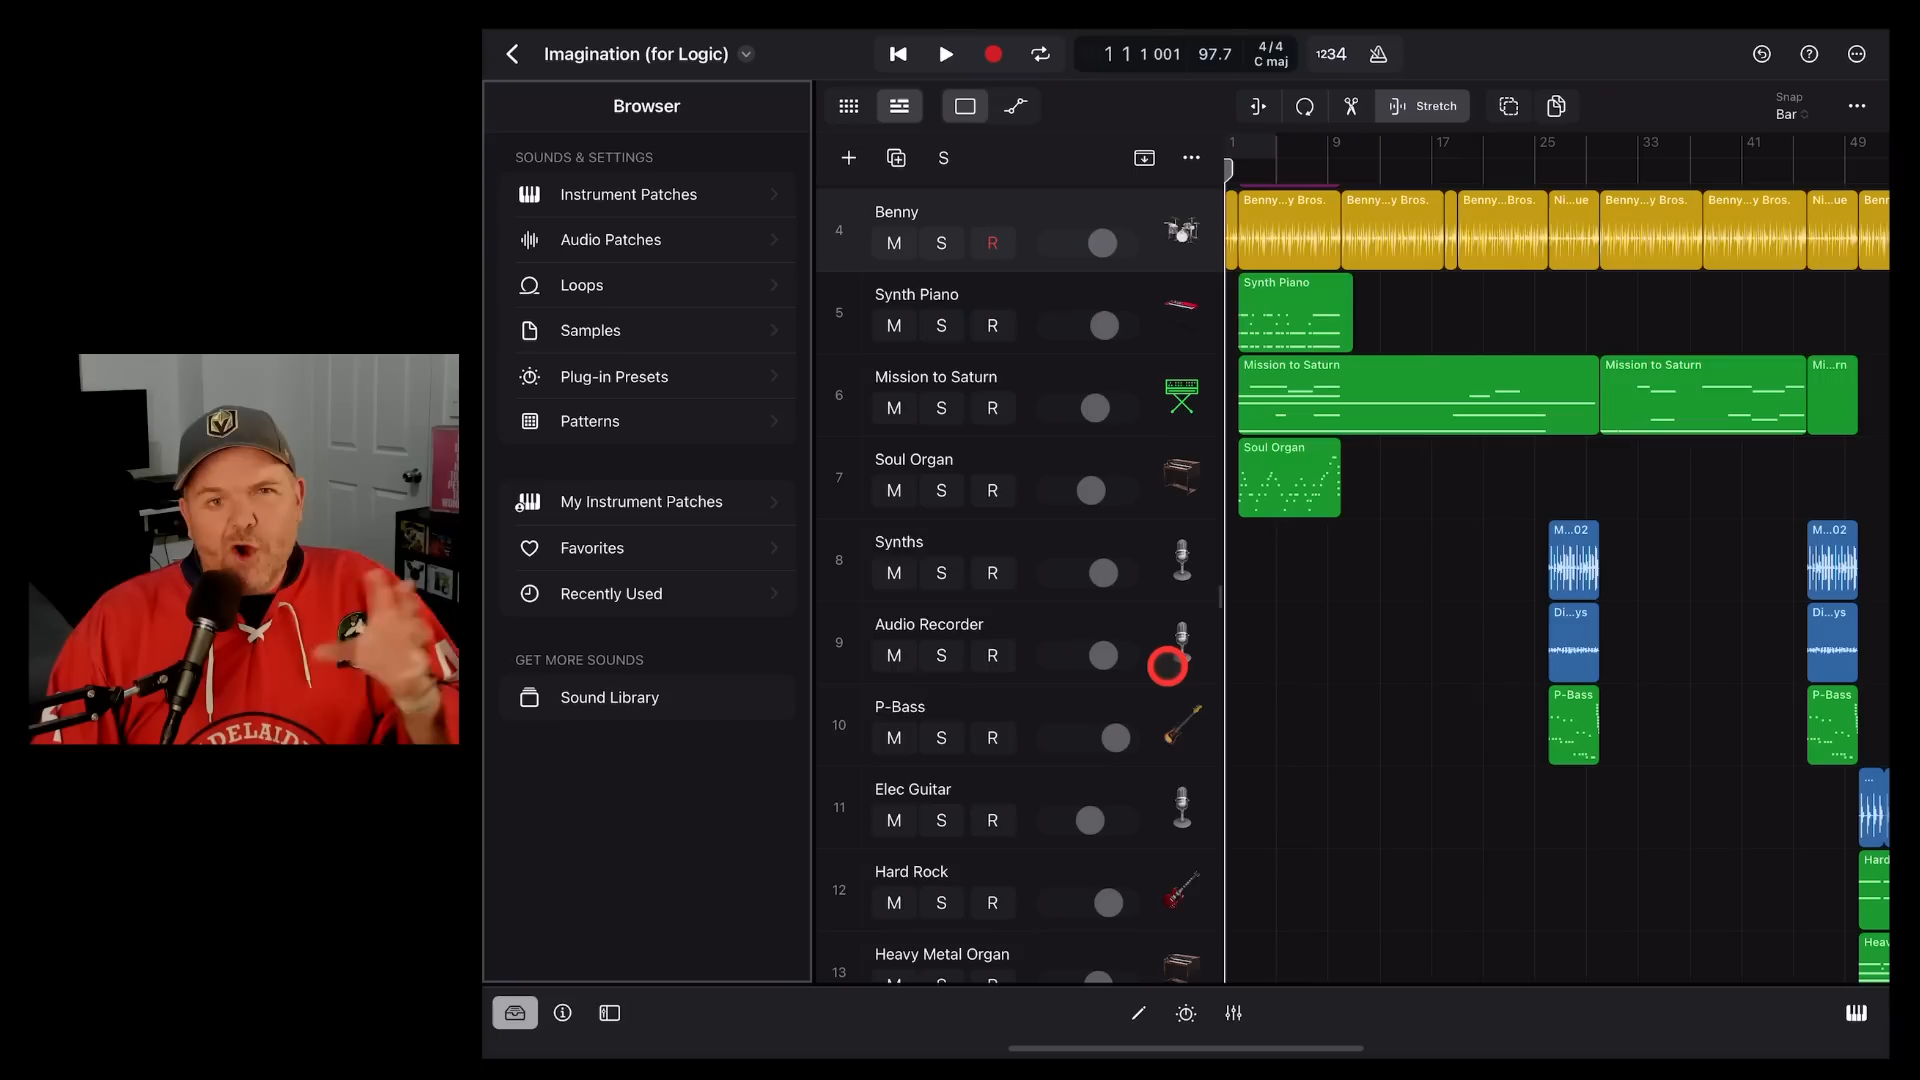 Imagination (for Logic)
1 1 1 001
97.7
4/4
C maj
1234
Browser
Stretch
Snap
Bar
SOUNDS & SETTINGS
Instrument Patches
Audio Patches
Loops
Samples
Plug-in Presets
Patterns
My Instrument Patches
Favorites
Recently Used
GET MORE SOUNDS
Sound Library
S
1
9
17
25
33
41
49
4
Benny
M S R
5
Synth Piano
M S R
6
Mission to Saturn
M S R
7
Soul Organ
M S R
8
Synths
M S R
9
Audio Recorder
M S R
10
P-Bass
M S R
11
Elec Guitar
M S R
12
Hard Rock
M S R
13
Heavy Metal Organ
Benny...y Bros.
Benny...y Bros.
Benny...Bros.
Ni...ue
Benny...y Bros.
Benny...y Bros.
Ni...ue
Benn
Synth Piano
Mission to Saturn
Mission to Saturn
Mi...rn
Soul Organ
M...02
M...02
Di...ys
Di...ys
P-Bass
P-Bass
...
Hard
Heav
V